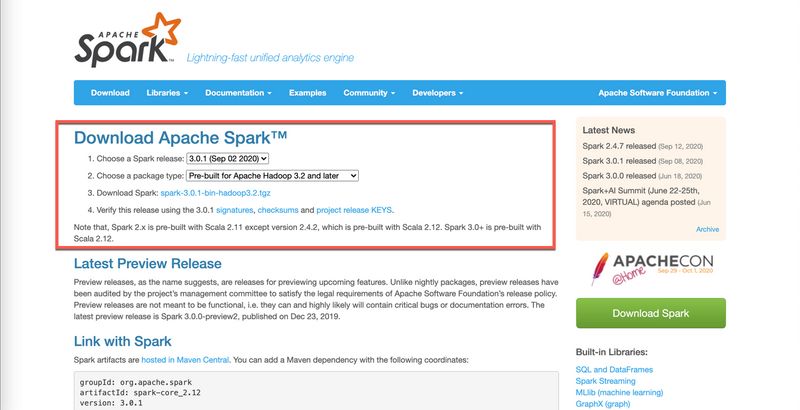 APACHE
Spark™
Lightning-fast unified analytics engine
Download Libraries Documentation Examples Community Developers Apache Software Foundation
Download Apache Spark™
1. Choose a Spark release: 3.0.1 (Sep 02 2020)
2. Choose a package type: Pre-built for Apache Hadoop 3.2 and later
3. Download Spark: spark-3.0.1-bin-hadoop3.2.tgz
4. Verify this release using the 3.0.1 signatures, checksums and project release KEYS.
Note that, Spark 2.x is pre-built with Scala 2.11 except version 2.4.2, which is pre-built with Scala 2.12. Spark 3.0+ is pre-built with
Scala 2.12.
Latest Preview Release
Preview releases, as the name suggests, are releases for previewing upcoming features. Unlike nightly packages, preview releases have
been audited by the project's management committee to satisfy the legal requirements of Apache Software Foundation's release policy.
Preview releases are not meant to be functional, i.e. they can and highly likely will contain critical bugs or documentation errors. The
latest preview release is Spark 3.0.0-preview2, published on Dec 23, 2019.
Link with Spark
Spark artifacts are hosted in Maven Central. You can add a Maven dependency with the following coordinates:
groupId: org.apache.spark
artifactId: spark-core_2.12
version: 3.0.1
Latest News
Spark 2.4.7 released (Sep 12, 2020)
Spark 3.0.1 released (Sep 08, 2020)
Spark 3.0.0 released (Jun 18, 2020)
Spark+AI Summit (June 22-25th,
2020, VIRTUAL) agenda posted (Jun
15, 2020)
Archive
APACHECON
@Home Sep 29 - Oct 1, 2020
Download Spark
Built-in Libraries:
SQL and DataFrames
Spark Streaming
MLlib (machine learning)
GraphX (graph)